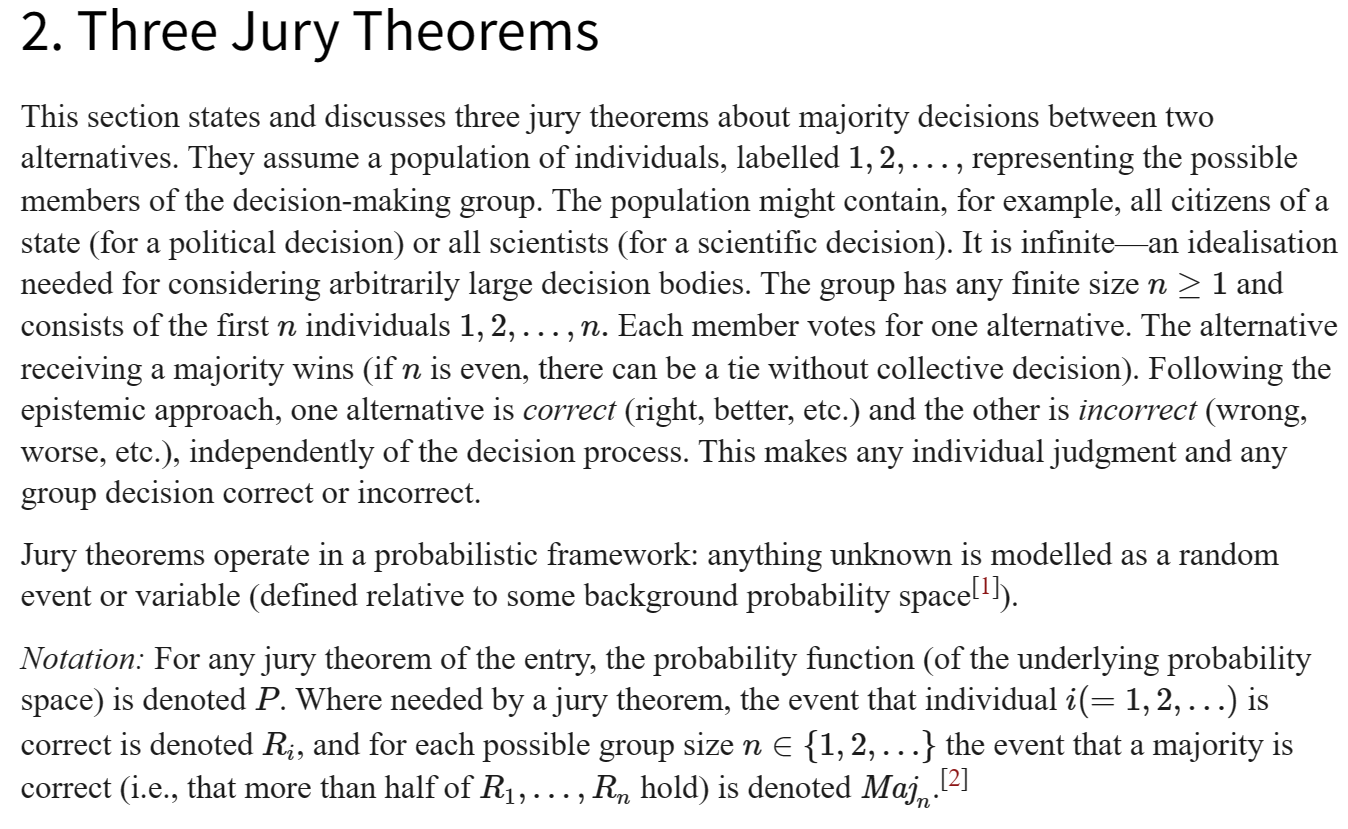 2. Three Jury Theorems
This section states and discusses three jury theorems about majority decisions between two
alternatives. They assume a population of individuals, labelled 1, 2, . . . , representing the possible
members of the decision-making group. The population might contain, for example, all citizens of a
state (for a political decision) or all scientists (for a scientific decision). It is infinite—an idealisation
needed for considering arbitrarily large decision bodies. The group has any finite size n ≥ 1 and
consists of the first n individuals 1, 2, . . . , n. Each member votes for one alternative. The alternative
receiving a majority wins (if n is even, there can be a tie without collective decision). Following the
epistemic approach, one alternative is correct (right, better, etc.) and the other is incorrect (wrong,
worse, etc.), independently of the decision process. This makes any individual judgment and any
group decision correct or incorrect.
Jury theorems operate in a probabilistic framework: anything unknown is modelled as a random
event or variable (defined relative to some background probability space[1]).
Notation: For any jury theorem of the entry, the probability function (of the underlying probability
space) is denoted P. Where needed by a jury theorem, the event that individual i(= 1, 2, . . .) is
correct is denoted Rᵢ, and for each possible group size n ∈ {1, 2, . . .} the event that a majority is
correct (i.e., that more than half of R₁, . . . , Rₙ hold) is denoted Majₙ.[2]